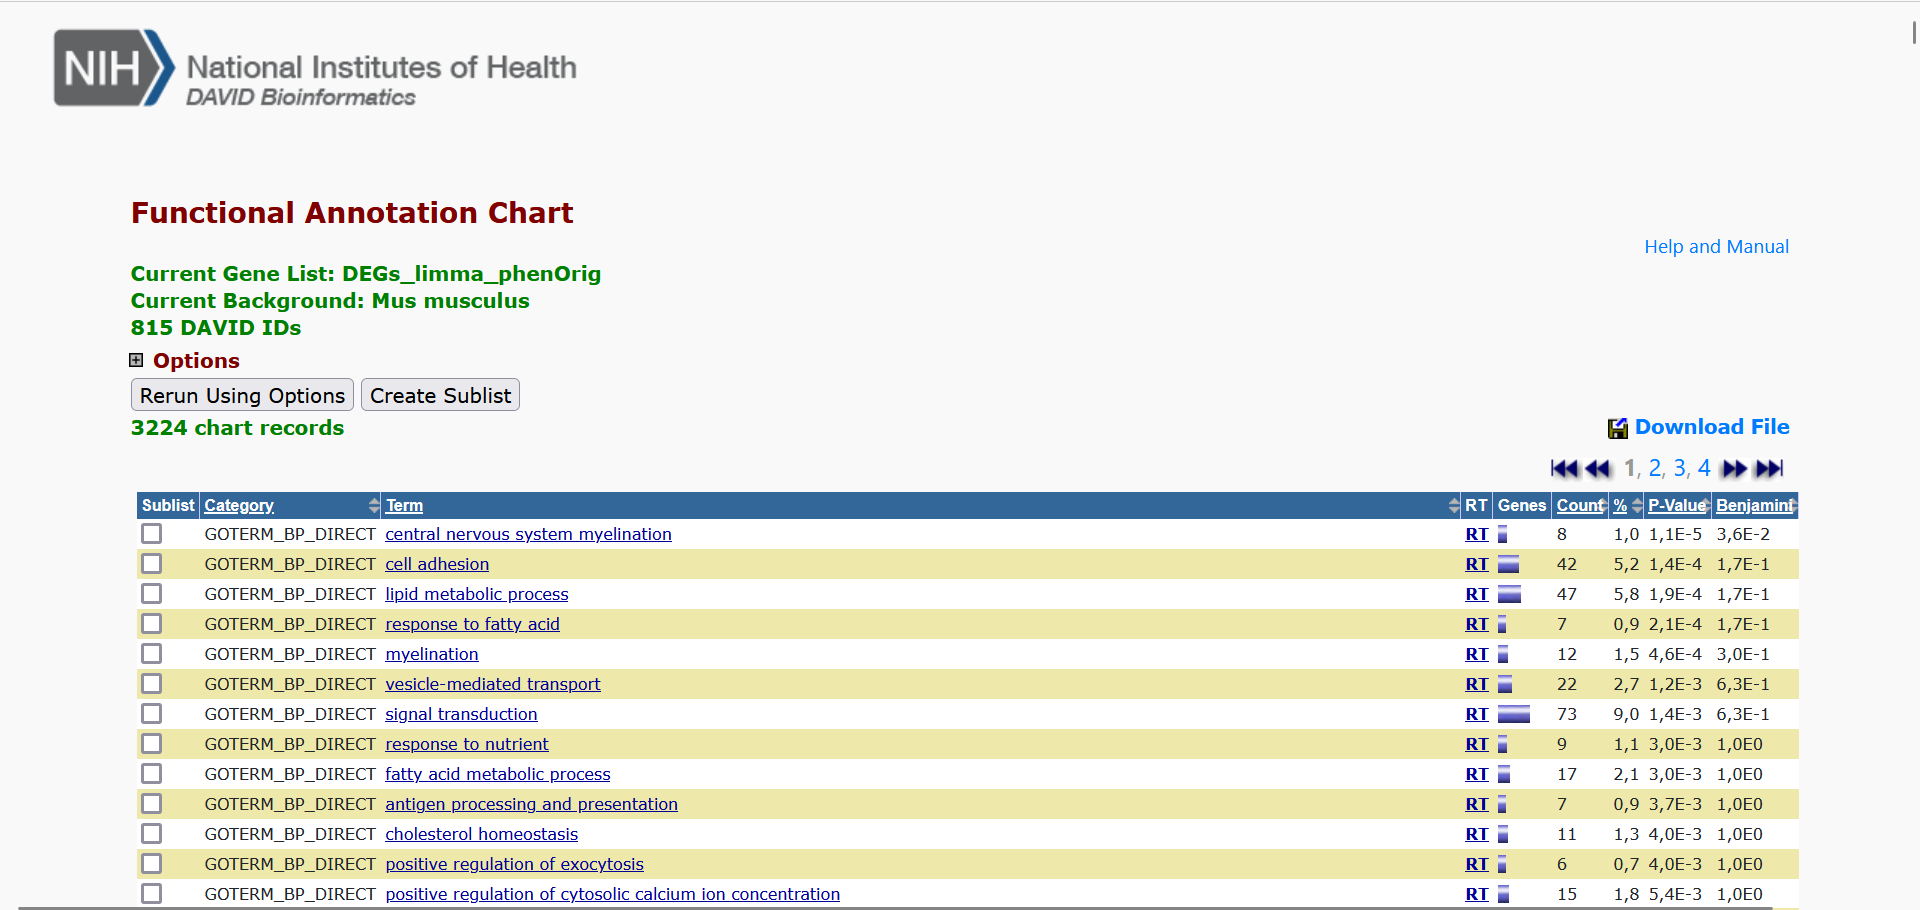 NIH National Institutes of Health
DAVID Bioinformatics
Functional Annotation Chart
Help and Manual
Current Gene List: DEGs_limma_phenOrig
Current Background: Mus musculus
815 DAVID IDs
Options
Rerun Using Options Create Sublist
3224 chart records
Download File
1, 2, 3, 4
Sublist Category Term RT Genes Count % P-Value Benjamini
GOTERM_BP_DIRECT central nervous system myelination RT 8 1,0 1,1E-5 3,6E-2
GOTERM_BP_DIRECT cell adhesion RT 42 5,2 1,4E-4 1,7E-1
GOTERM_BP_DIRECT lipid metabolic process RT 47 5,8 1,9E-4 1,7E-1
GOTERM_BP_DIRECT response to fatty acid RT 7 0,9 2,1E-4 1,7E-1
GOTERM_BP_DIRECT myelination RT 12 1,5 4,6E-4 3,0E-1
GOTERM_BP_DIRECT vesicle-mediated transport RT 22 2,7 1,2E-3 6,3E-1
GOTERM_BP_DIRECT signal transduction RT 73 9,0 1,4E-3 6,3E-1
GOTERM_BP_DIRECT response to nutrient RT 9 1,1 3,0E-3 1,0E0
GOTERM_BP_DIRECT fatty acid metabolic process RT 17 2,1 3,0E-3 1,0E0
GOTERM_BP_DIRECT antigen processing and presentation RT 7 0,9 3,7E-3 1,0E0
GOTERM_BP_DIRECT cholesterol homeostasis RT 11 1,3 4,0E-3 1,0E0
GOTERM_BP_DIRECT positive regulation of exocytosis RT 6 0,7 4,0E-3 1,0E0
GOTERM_BP_DIRECT positive regulation of cytosolic calcium ion concentration RT 15 1,8 5,4E-3 1,0E0